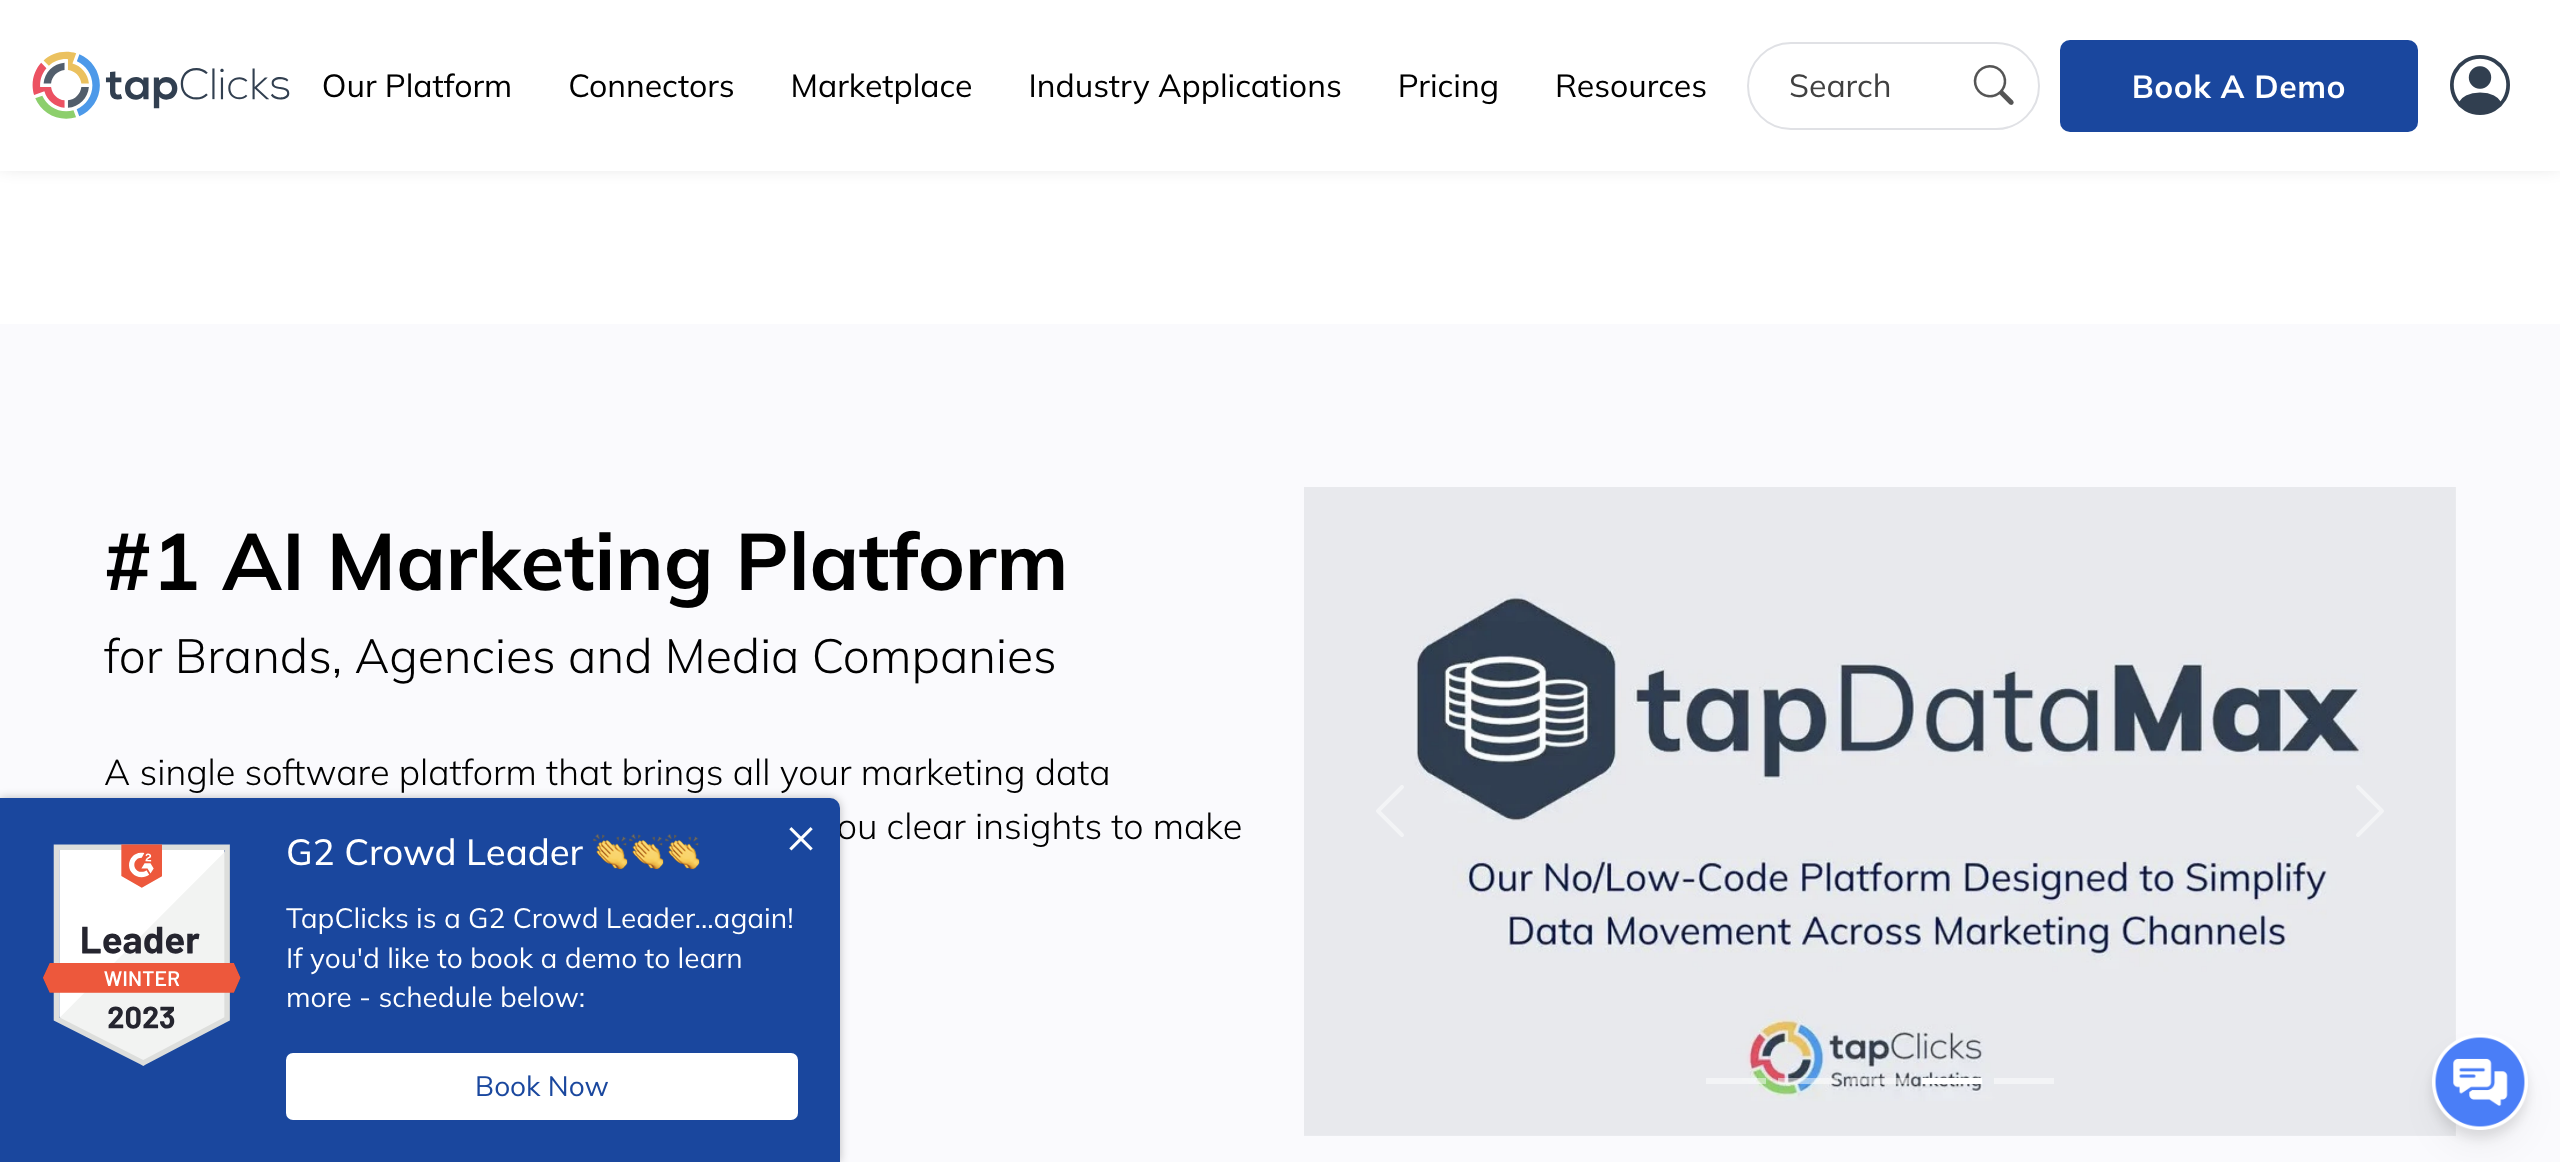 tapClicks
Our Platform
Connectors
Marketplace
Industry Applications
Pricing
Resources
Search
Book A Demo
#1 AI Marketing Platform
for Brands, Agencies and Media Companies
A single software platform that brings all your marketing data
clear insights to make
tapDataMax
Our No/Low-Code Platform Designed to Simplify
Data Movement Across Marketing Channels
tapClicks
Smart Marketing
G2
Leader
WINTER
2023
G2 Crowd Leader 👏👏👏
TapClicks is a G2 Crowd Leader...again!
If you'd like to book a demo to learn
more - schedule below:
Book Now